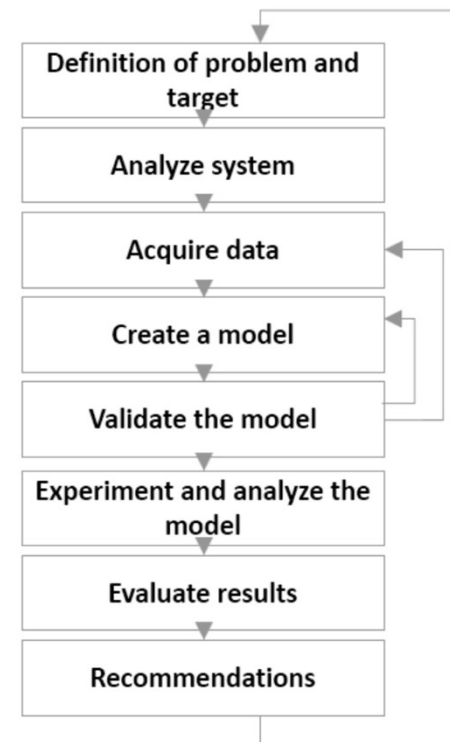 Definition of problem and
target
Analyze system
Acquire data
Create a model
Validate the model
Experiment and analyze the
model
Evaluate results
Recommendations